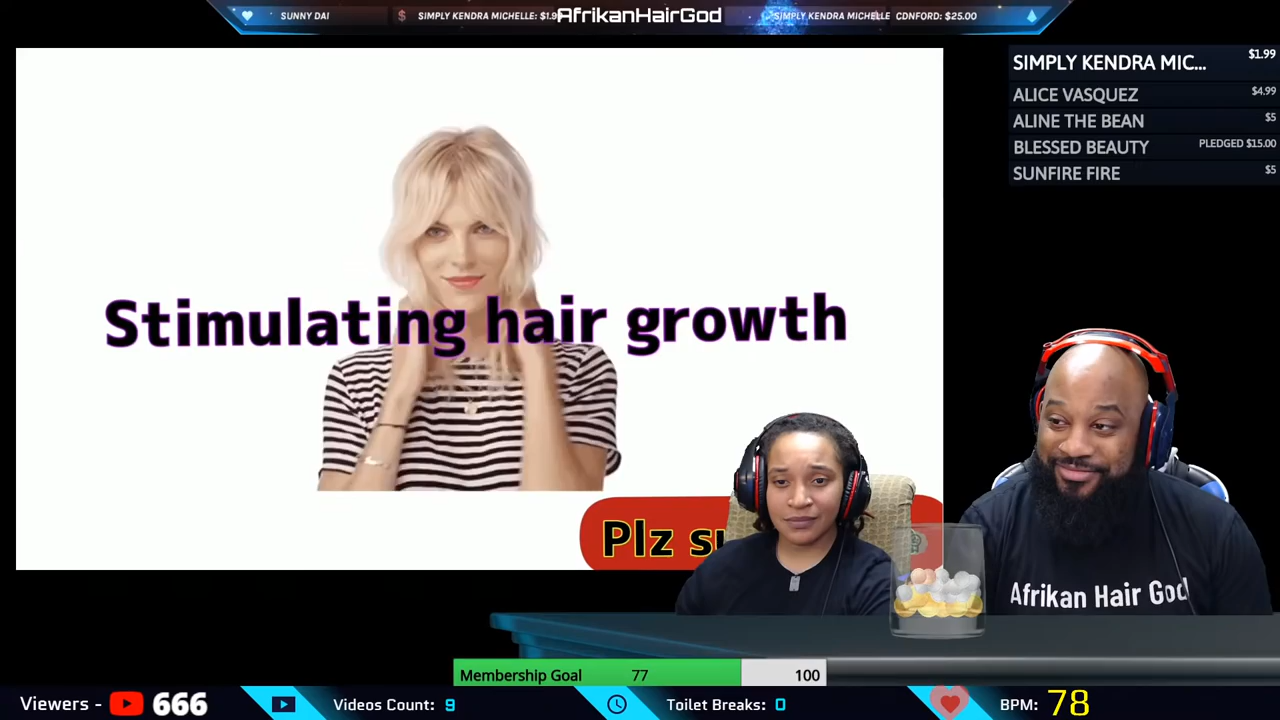 SUNNY DAI
SIMPLY KENDRA MICHELLE: $1.9
AfrikanHairGod
SIMPLY KENDRA MICHELLE
CDNFORD: $25.00
SIMPLY KENDRA MIC... $1.99
ALICE VASQUEZ $4.99
ALINE THE BEAN $5
BLESSED BEAUTY PLEDGED $15.00
SUNFIRE FIRE $5
Stimulating hair growth
Plz su
Afrikan Hair God
Membership Goal 77 100
Viewers - 666 Videos Count: 9 Toilet Breaks: 0 BPM: 78